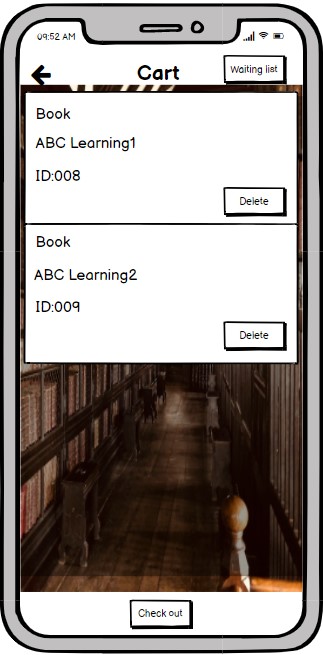 09:52 AM
Cart
Waiting list
Book
ABC Learning1
ID:008
Delete
Book
ABC Learning2
ID:009
Delete
Check out